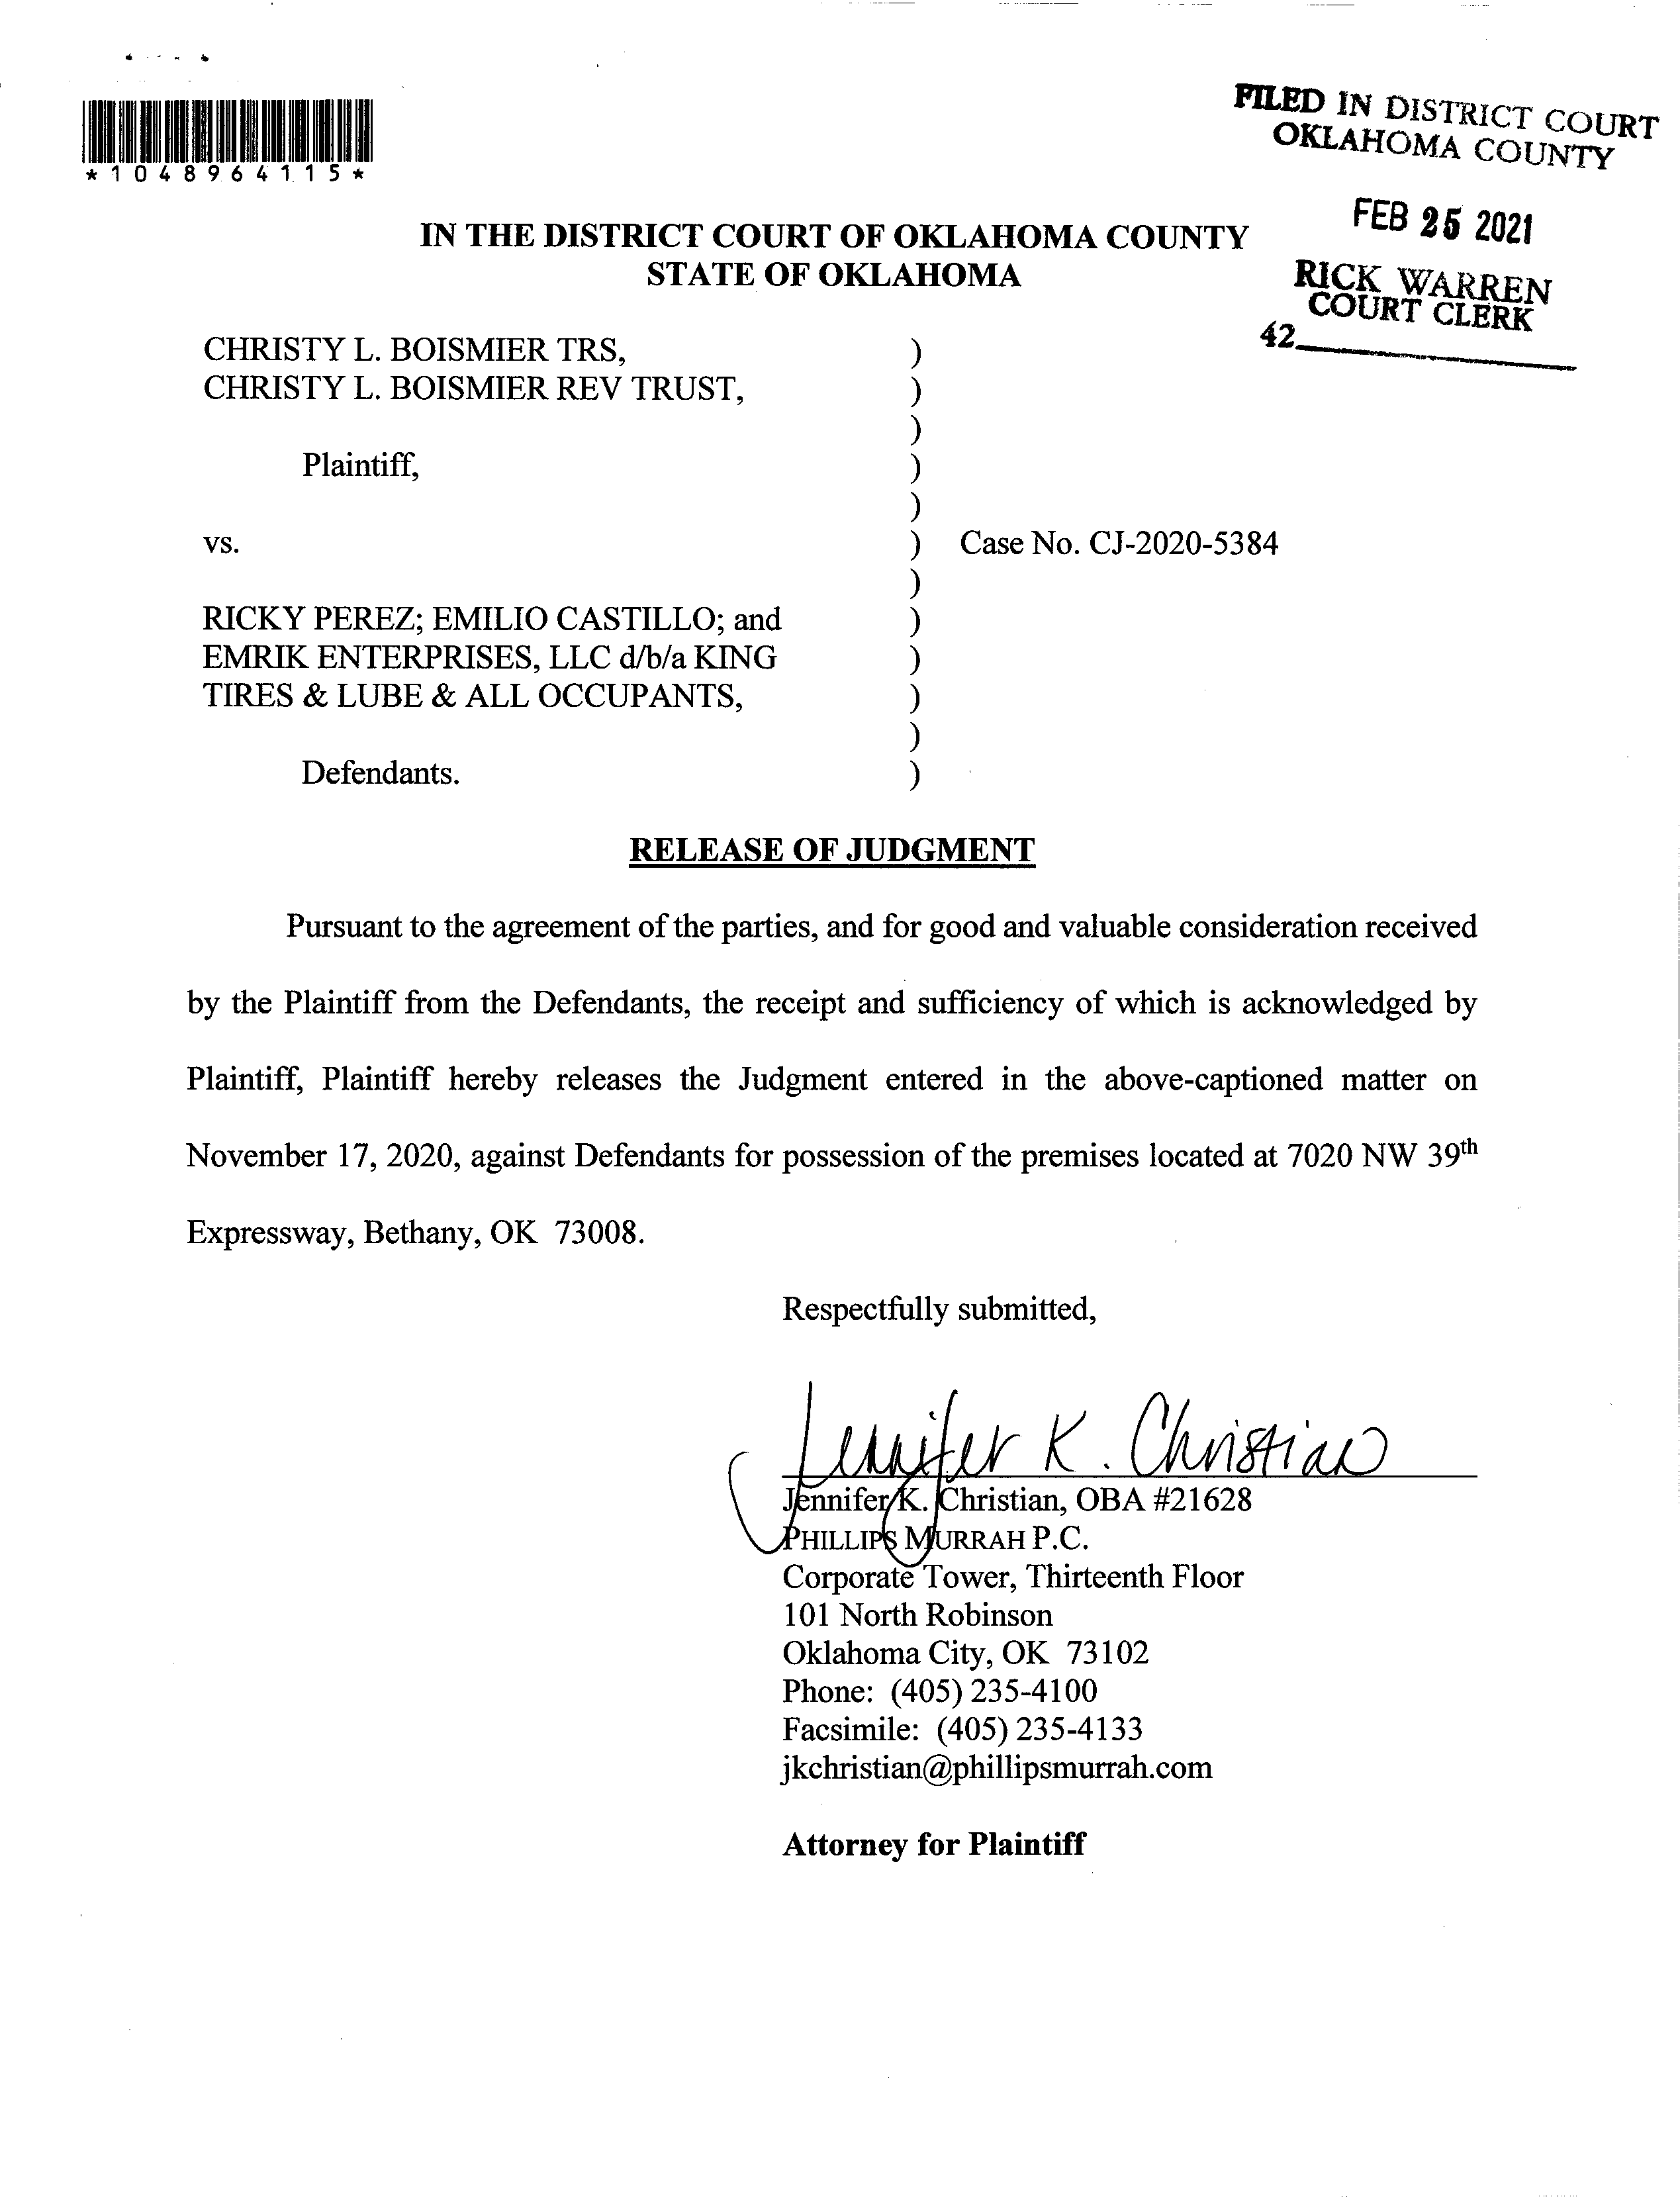 *1048964115*
FILED IN DISTRICT COURT
OKLAHOMA COUNTY
FEB 25 2021
RICK WARREN
COURT CLERK
42
IN THE DISTRICT COURT OF OKLAHOMA COUNTY
STATE OF OKLAHOMA
CHRISTY L. BOISMIER TRS, )
CHRISTY L. BOISMIER REV TRUST, )
)
Plaintiff, )
)
vs. ) Case No. CJ-2020-5384
)
RICKY PEREZ; EMILIO CASTILLO; and )
EMRIK ENTERPRISES, LLC d/b/a KING )
TIRES & LUBE & ALL OCCUPANTS, )
)
Defendants. )
RELEASE OF JUDGMENT
Pursuant to the agreement of the parties, and for good and valuable consideration received
by the Plaintiff from the Defendants, the receipt and sufficiency of which is acknowledged by
Plaintiff, Plaintiff hereby releases the Judgment entered in the above-captioned matter on
November 17, 2020, against Defendants for possession of the premises located at 7020 NW 39th
Expressway, Bethany, OK 73008.
Respectfully submitted,
Jennifer K. Christian
Jennifer K. Christian, OBA #21628
PHILLIPS MURRAH P.C.
Corporate Tower, Thirteenth Floor
101 North Robinson
Oklahoma City, OK 73102
Phone: (405) 235-4100
Facsimile: (405) 235-4133
jkchristian@phillipsmurrah.com
Attorney for Plaintiff